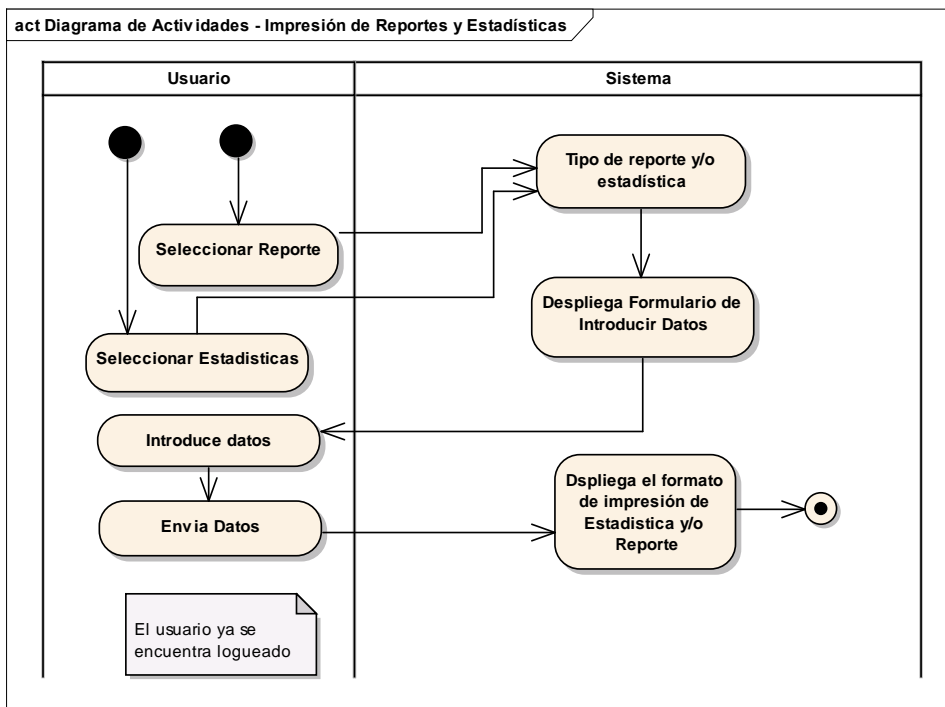 act Diagrama de Actividades - Impresión de Reportes y Estadísticas
Usuario
Sistema
Tipo de reporte y/o
estadística
Seleccionar Reporte
Despliega Formulario de
Introducir Datos
Seleccionar Estadisticas
Introduce datos
Envia Datos
Dspliega el formato
de impresión de
Estadistica y/o
Reporte
El usuario ya se
encuentra logueado